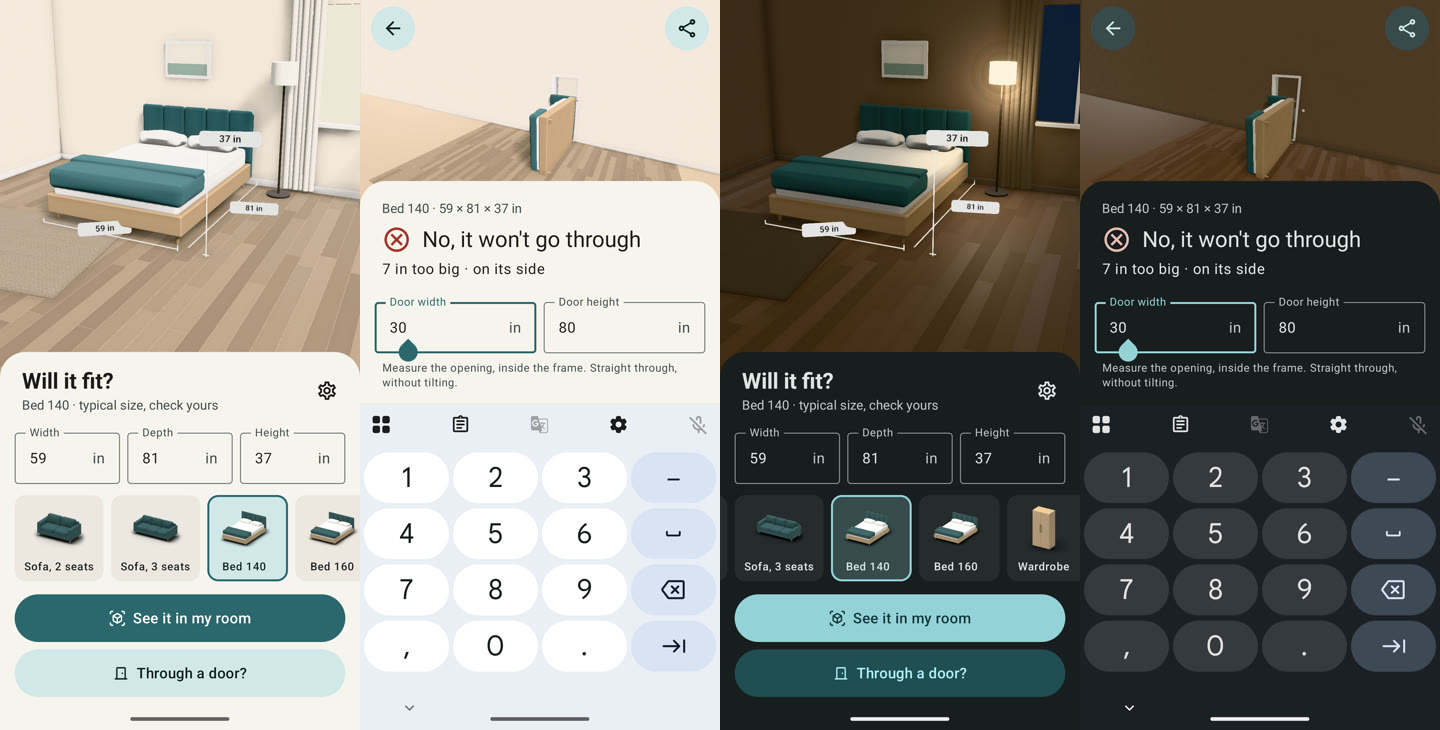 37 in
81 in
59 in
Will it fit?
Bed 140 · typical size, check yours
Width
Depth
Height
59 in
81 in
37 in
Sofa, 2 seats
Sofa, 3 seats
Bed 140
Bed 160
See it in my room
Through a door?
Bed 140 · 59 × 81 × 37 in
No, it won't go through
7 in too big · on its side
Door width
Door height
30 in
80 in
Measure the opening, inside the frame. Straight through,
without tilting.
1 2 3 –
4 5 6
7 8 9
, 0 .
37 in
81 in
59 in
Will it fit?
Bed 140 · typical size, check yours
Width
Depth
Height
59 in
81 in
37 in
Sofa, 3 seats
Bed 140
Bed 160
Wardrobe
See it in my room
Through a door?
Bed 140 · 59 × 81 × 37 in
No, it won't go through
7 in too big · on its side
Door width
Door height
30 in
80 in
Measure the opening, inside the frame. Straight through,
without tilting.
1 2 3 –
4 5 6
7 8 9
, 0 .